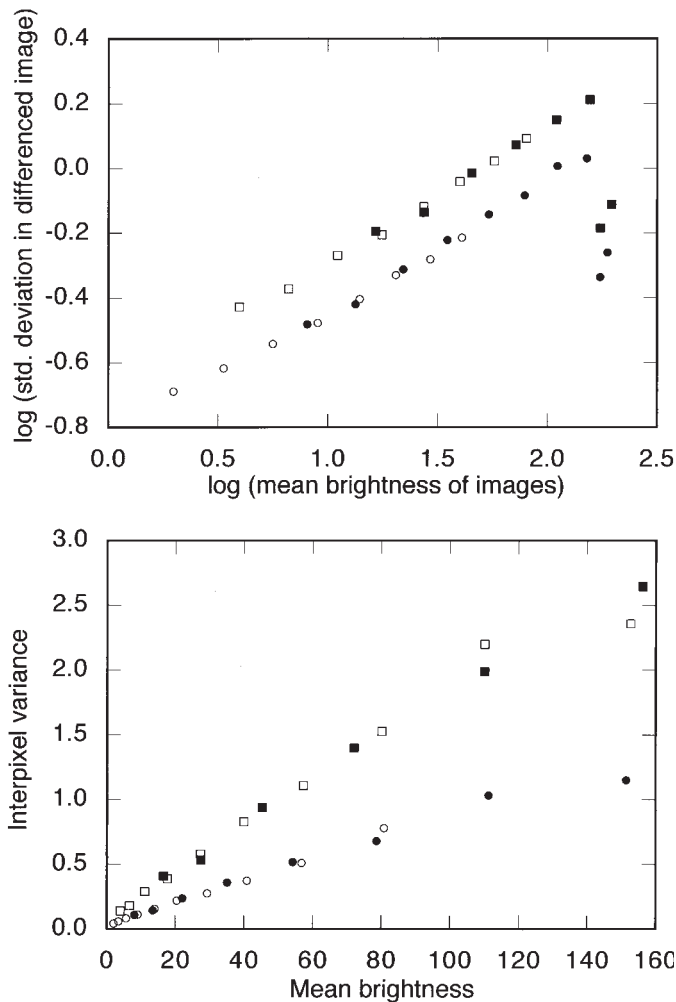 log (std. deviation in differenced image)
0.4
0.2
0.0
-0.2
-0.4
-0.6
-0.8
0.0 0.5 1.0 1.5 2.0 2.5
log (mean brightness of images)
Interpixel variance
3.0
2.5
2.0
1.5
1.0
0.5
0.0
0 20 40 60 80 100 120 140 160
Mean brightness